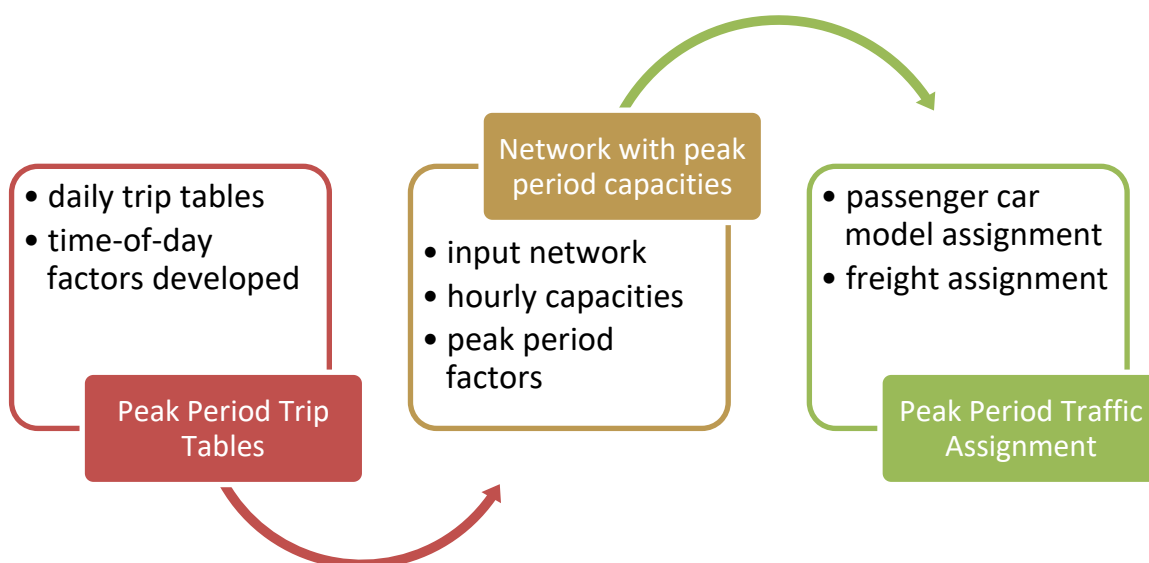 • daily trip tables
• time-of-day
factors developed
Peak Period Trip
Tables
Network with peak
period capacities
• input network
• hourly capacities
• peak period
factors
• passenger car
model assignment
• freight assignment
Peak Period Traffic
Assignment